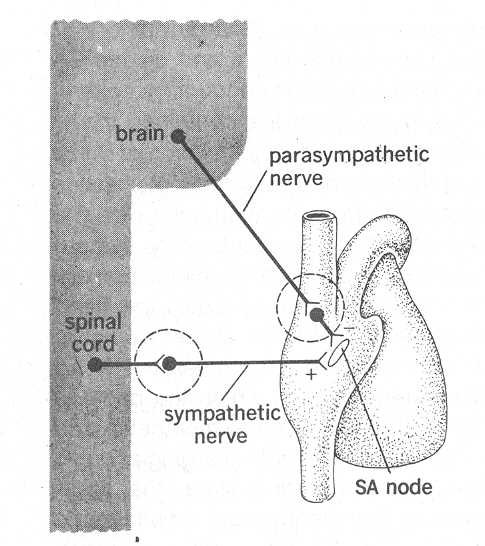 brain
parasympathetic
nerve
spinal
cord
−
+
sympathetic
nerve
SA node